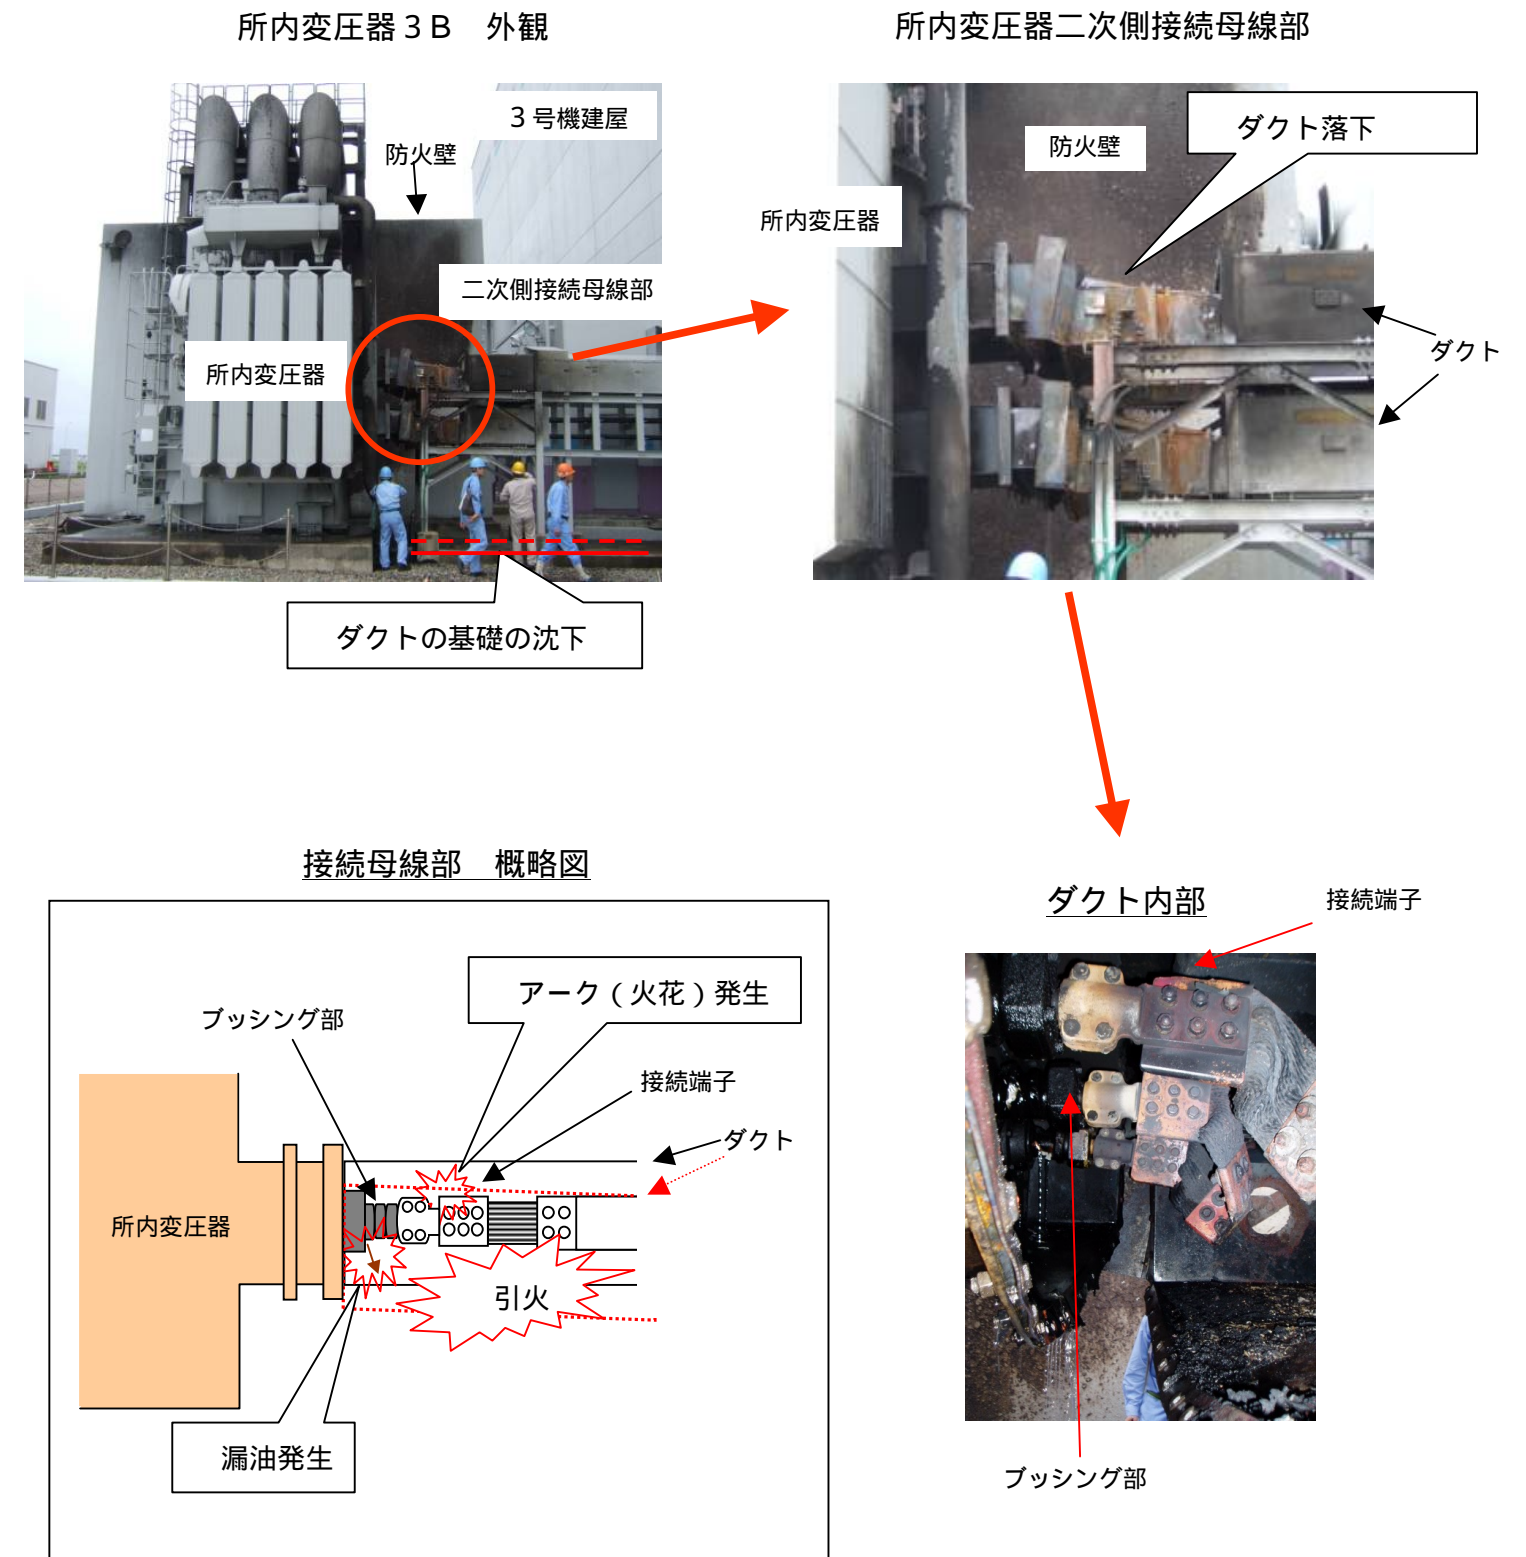 所内変圧器３Ｂ　外観
所内変圧器二次側接続母線部
３号機建屋
防火壁
二次側接続母線部
所内変圧器
ダクトの基礎の沈下
ダクト落下
防火壁
所内変圧器
ダクト
接続母線部　概略図
アーク（火花）発生
ブッシング部
接続端子
ダクト
所内変圧器
引火
漏油発生
ダクト内部
接続端子
ブッシング部